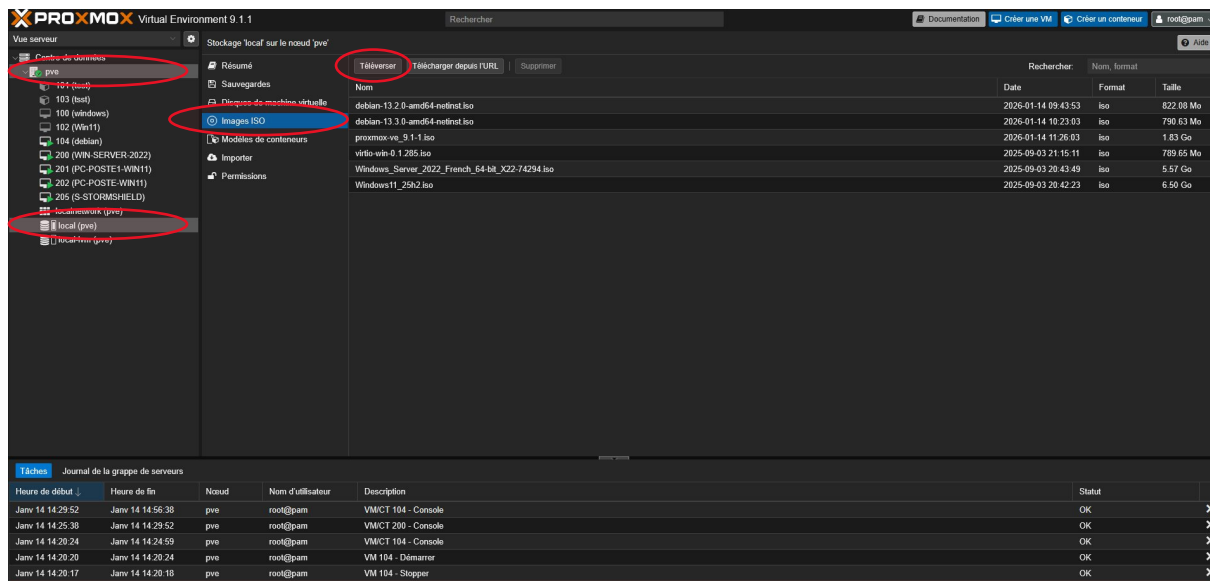 PROXMOX Virtual Environment 9.1.1
Rechercher
Documentation
Créer une VM
Créer un conteneur
root@pam
Vue serveur
Centre de données
pve
101 (test)
103 (tsst)
100 (windows)
102 (Win11)
104 (debian)
200 (WIN-SERVER-2022)
201 (PC-POSTE1-WIN11)
202 (PC-POSTE-WIN11)
205 (S-STORMSHIELD)
localnetwork (pve)
local (pve)
local-lvm (pve)
Stockage 'local' sur le nœud 'pve'
Aide
Résumé
Sauvegardes
Disques de machine virtuelle
Images ISO
Modèles de conteneurs
Importer
Permissions
Téléverser Télécharger depuis l'URL Supprimer Rechercher: Nom, format
Nom Date Format Taille
debian-13.2.0-amd64-netinst.iso 2026-01-14 09:43:53 iso 822.08 Mo
debian-13.3.0-amd64-netinst.iso 2026-01-14 10:23:03 iso 790.63 Mo
proxmox-ve_9.1-1.iso 2026-01-14 11:26:03 iso 1.83 Go
virtio-win-0.1.285.iso 2025-09-03 21:15:11 iso 789.65 Mo
Windows_Server_2022_French_64-bit_X22-74294.iso 2025-09-03 20:43:49 iso 5.57 Go
Windows11_25h2.iso 2025-09-03 20:42:23 iso 6.50 Go
Tâches Journal de la grappe de serveurs
Heure de début Heure de fin Nœud Nom d'utilisateur Description Statut
Janv 14 14:29:52 Janv 14 14:56:38 pve root@pam VM/CT 104 - Console OK
Janv 14 14:25:38 Janv 14 14:29:52 pve root@pam VM/CT 200 - Console OK
Janv 14 14:20:24 Janv 14 14:24:59 pve root@pam VM/CT 104 - Console OK
Janv 14 14:20:20 Janv 14 14:20:24 pve root@pam VM 104 - Démarrer OK
Janv 14 14:20:17 Janv 14 14:20:18 pve root@pam VM 104 - Stopper OK